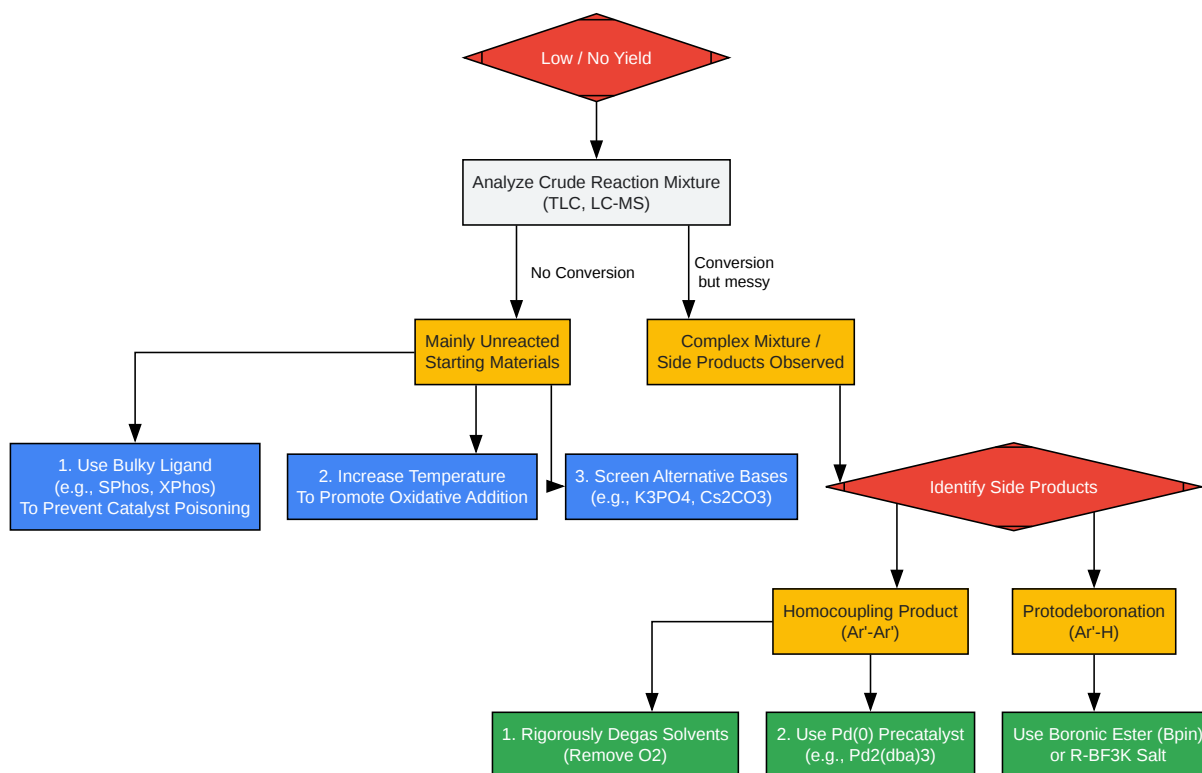 Low / No Yield
Analyze Crude Reaction Mixture
(TLC, LC-MS)
No Conversion
Conversion
but messy
Mainly Unreacted
Starting Materials
Complex Mixture /
Side Products Observed
1. Use Bulky Ligand
(e.g., SPhos, XPhos)
To Prevent Catalyst Poisoning
2. Increase Temperature
To Promote Oxidative Addition
3. Screen Alternative Bases
(e.g., K3PO4, Cs2CO3)
Identify Side Products
Homocoupling Product
(Ar'-Ar')
Protodeboronation
(Ar'-H)
1. Rigorously Degas Solvents
(Remove O2)
2. Use Pd(0) Precatalyst
(e.g., Pd2(dba)3)
Use Boronic Ester (Bpin)
or R-BF3K Salt